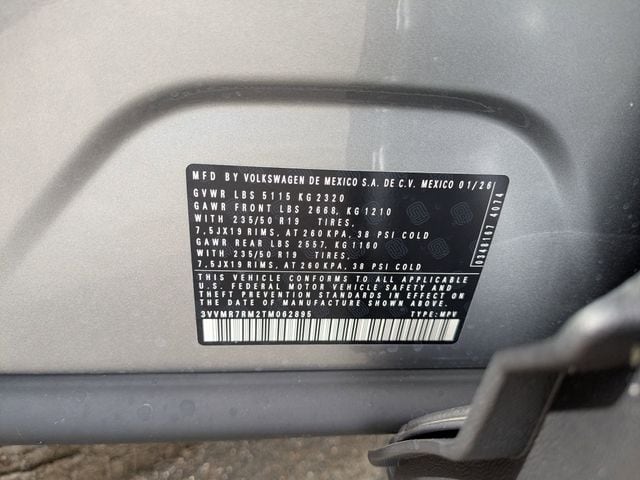 MFD BY VOLKSWAGEN DE MEXICO S.A. DE C.V. MEXICO 01/26
GVWR LBS 5115 KG 2320
GAWR FRONT LBS 2668, KG 1210
WITH 235/50 R19 TIRES,
7,5JX19 RIMS, AT 260 KPA, 38 PSI COLD
GAWR REAR LBS 2557, KG 1160
WITH 235/50 R19 TIRES,
7,5JX19 RIMS, AT 260 KPA, 38 PSI COLD
THIS VEHICLE CONFORMS TO ALL APPLICABLE
U.S. FEDERAL MOTOR VEHICLE SAFETY AND
THEFT PREVENTION STANDARDS IN EFFECT ON
THE DATE OF MANUFACTURE SHOWN ABOVE.
3VVMR7RM2TM062895 TYPE: MPV
4074